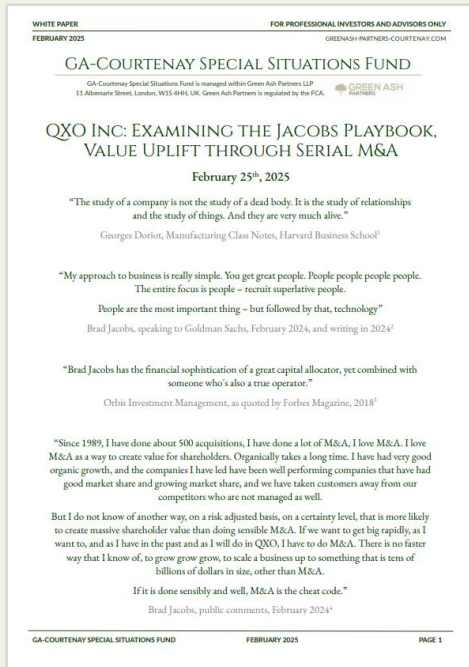 WHITE PAPER FOR PROFESSIONAL INVESTORS AND ADVISORS ONLY
FEBRUARY 2025 GREENASH-PARTNERS-COURTENAY.COM
GA-COURTENAY SPECIAL SITUATIONS FUND
GA-Courtenay Special Situations Fund is managed within Green Ash Partners LLP
11 Albemarle Street, London, W1S 4HH, UK. Green Ash Partners is regulated by the FCA.
GREEN ASH
PARTNERS
QXO INC: EXAMINING THE JACOBS PLAYBOOK,
VALUE UPLIFT THROUGH SERIAL M&A
February 25th, 2025
“The study of a company is not the study of a dead body. It is the study of relationships
and the study of things. And they are very much alive.”
Georges Doriot, Manufacturing Class Notes, Harvard Business School1
“My approach to business is really simple. You get great people. People people people people.
The entire focus is people – recruit superlative people.
People are the most important thing – but followed by that, technology”
Brad Jacobs, speaking to Goldman Sachs, February 2024, and writing in 20242
“Brad Jacobs has the financial sophistication of a great capital allocator, yet combined with
someone who's also a true operator.”
Orbis Investment Management, as quoted by Forbes Magazine, 20183
“Since 1989, I have done about 500 acquisitions, I have done a lot of M&A, I love M&A. I love
M&A as a way to create value for shareholders. Organically takes a long time. I have had very good
organic growth, and the companies I have led have been well performing companies that have had
good market share and growing market share, and we have taken customers away from our
competitors who are not managed as well.
But I do not know of another way, on a risk adjusted basis, on a certainty level, that is more likely
to create massive shareholder value than doing sensible M&A. If we want to get big rapidly, as I
want to, and as I have in the past and as I will do in QXO, I have to do M&A. There is no faster
way that I know of, to grow grow grow, to scale a business up to something that is tens of
billions of dollars in size, other than M&A.
If it is done sensibly and well, M&A is the cheat code.”
Brad Jacobs, public comments, February 20244
GA-COURTENAY SPECIAL SITUATIONS FUND FEBRUARY 2025 PAGE 1